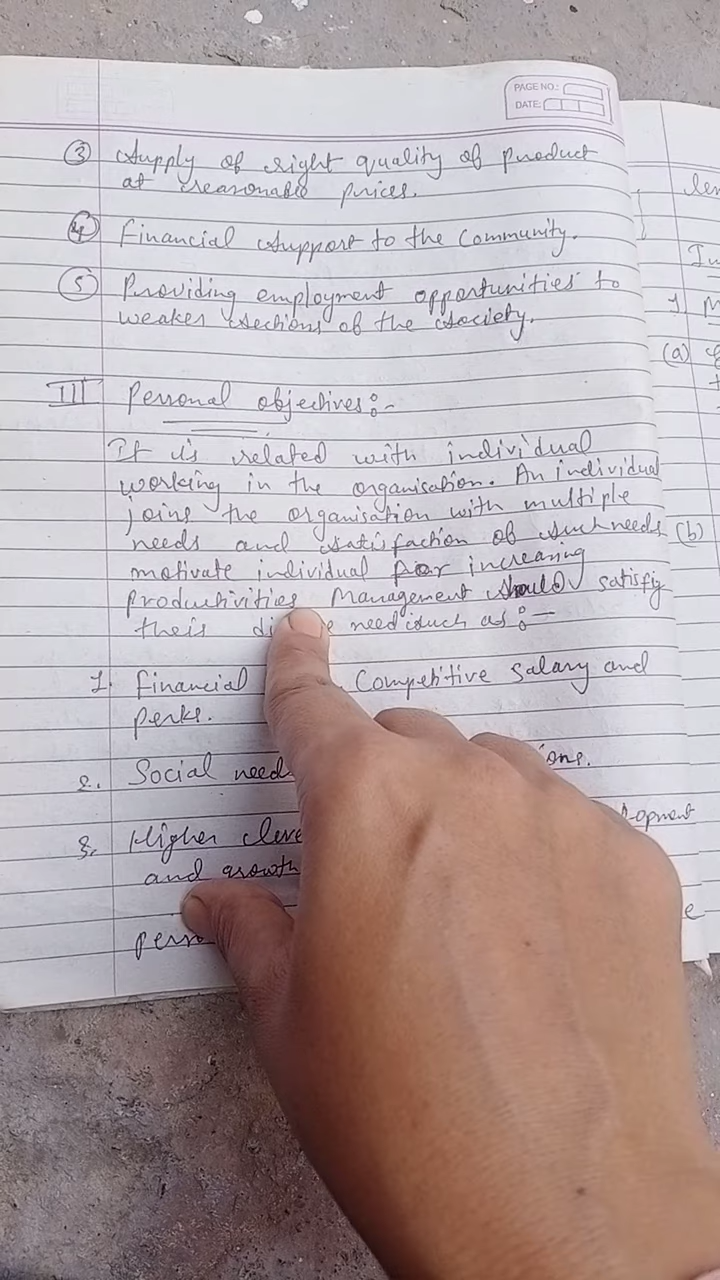 PAGE NO.:
DATE:
③ Supply of right quality of product
at reasonable prices.
④ Financial support to the Community.
⑤ Providing employment opportunities to
weaker sections of the society.
III Personal objectives:-
It is related with individual
working in the organisation. An individual
joins the organisation with multiple
needs and satisfaction of such needs
motivate individual for increasing
Productivities Management should satisfy
their need such as:-
1. Financial Competitive salary and
perks.
2. Social need
3. Higher
and growth
(a)
(b)